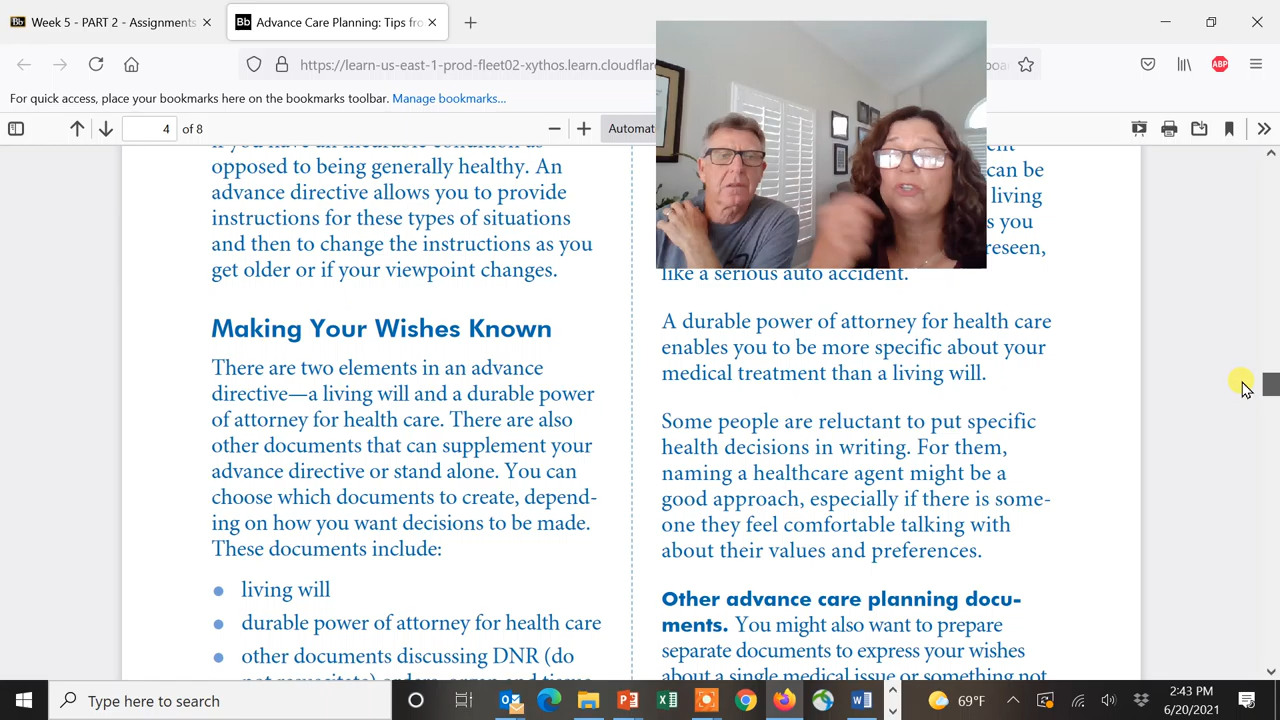 Week 5 - PART 2 - Assignments
Advance Care Planning: Tips fro
https://learn-us-east-1-prod-fleet02-xythos.learn.cloudflare
For quick access, place your bookmarks here on the bookmarks toolbar. Manage bookmarks...
4 of 8
Automat
opposed to being generally healthy. An
advance directive allows you to provide
instructions for these types of situations
and then to change the instructions as you
get older or if your viewpoint changes.
Making Your Wishes Known
There are two elements in an advance
directive—a living will and a durable power
of attorney for health care. There are also
other documents that can supplement your
advance directive or stand alone. You can
choose which documents to create, depend-
ing on how you want decisions to be made.
These documents include:
living will
durable power of attorney for health care
other documents discussing DNR (do
can be
living
s you
reseen,
like a serious auto accident.
A durable power of attorney for health care
enables you to be more specific about your
medical treatment than a living will.
Some people are reluctant to put specific
health decisions in writing. For them,
naming a healthcare agent might be a
good approach, especially if there is some-
one they feel comfortable talking with
about their values and preferences.
Other advance care planning docu-
ments. You might also want to prepare
separate documents to express your wishes
about a single medical issue or something not
Type here to search
69°F
2:43 PM
6/20/2021